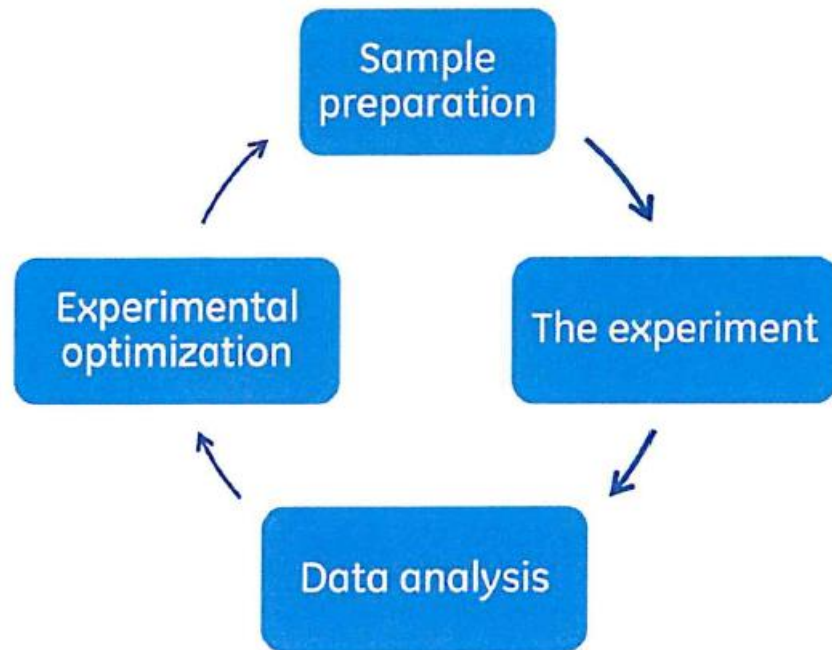 Sample
preparation
The experiment
Data analysis
Experimental
optimization